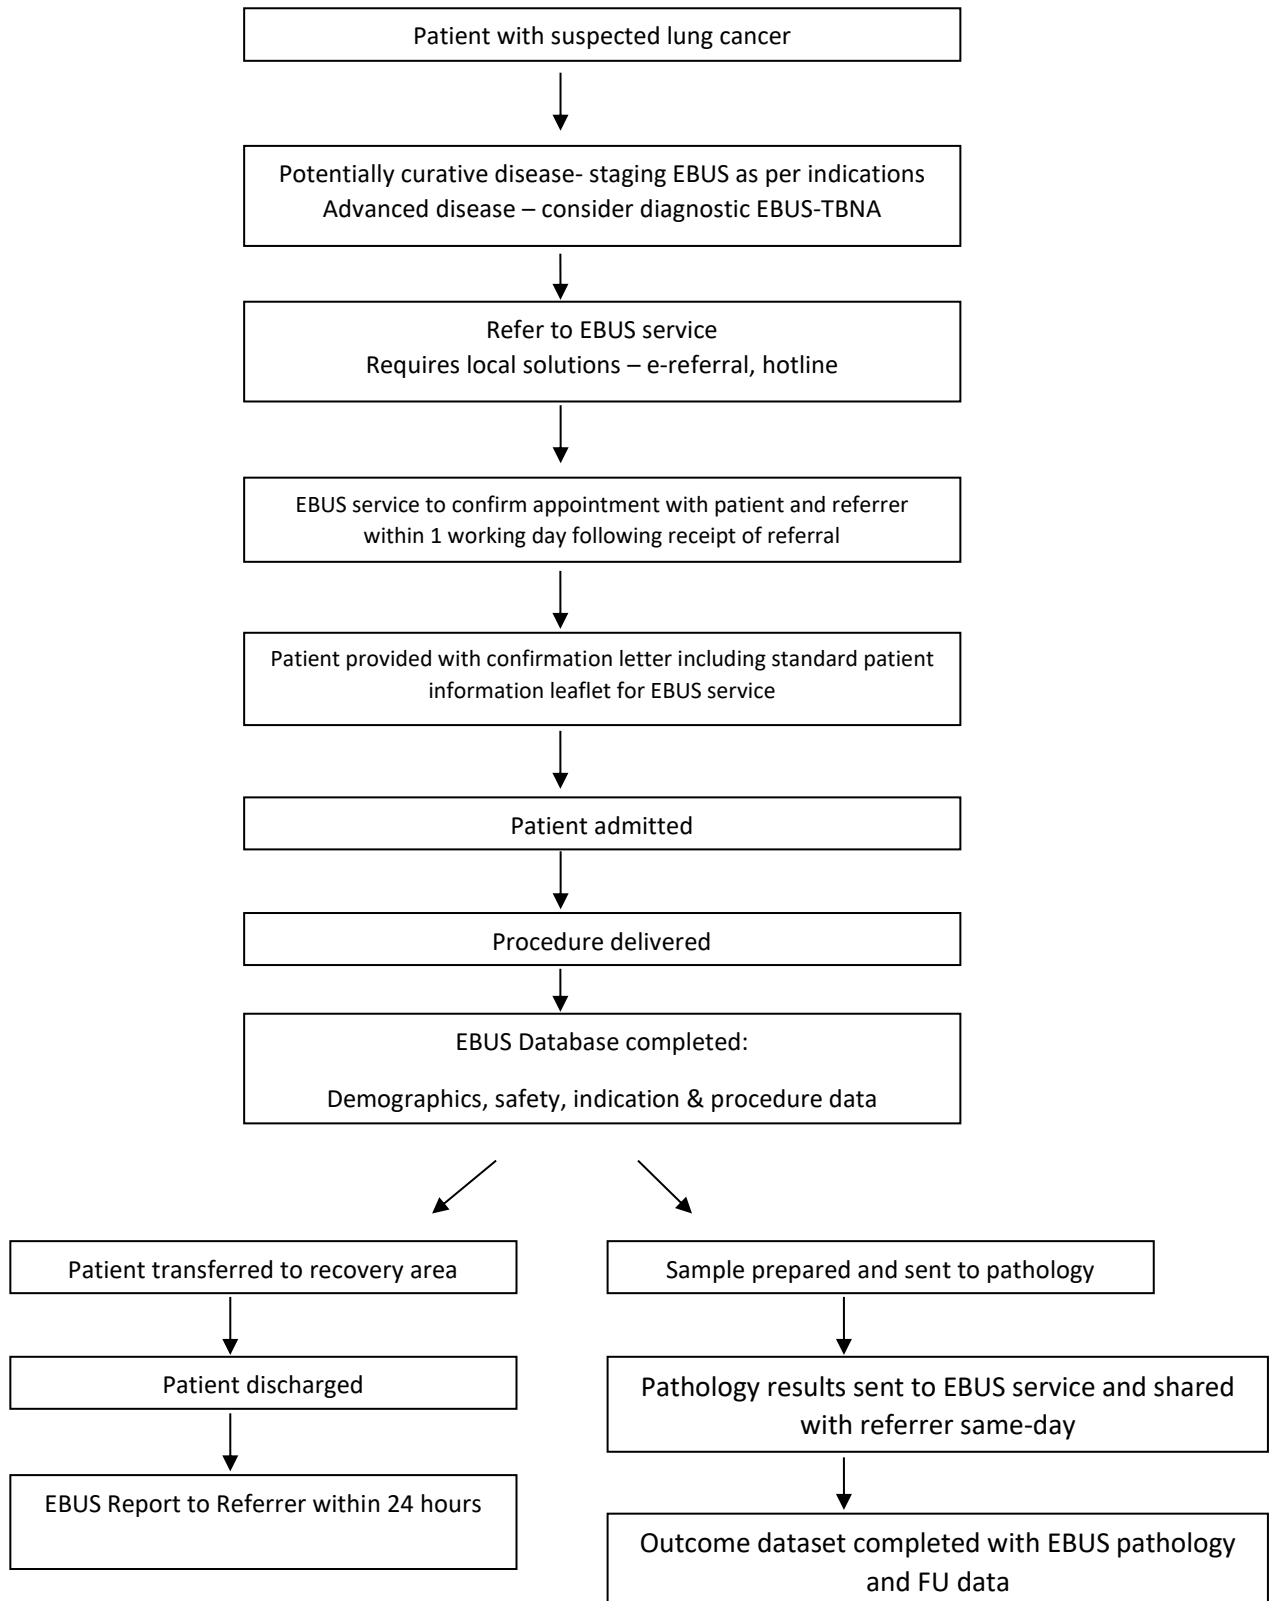 Patient with suspected lung cancer
Potentially curative disease- staging EBUS as per indications
Advanced disease – consider diagnostic EBUS-TBNA
Refer to EBUS service
Requires local solutions – e-referral, hotline
EBUS service to confirm appointment with patient and referrer
within 1 working day following receipt of referral
Patient provided with confirmation letter including standard patient
information leaflet for EBUS service
Patient admitted
Procedure delivered
EBUS Database completed:
Demographics, safety, indication & procedure data
Patient transferred to recovery area
Patient discharged
EBUS Report to Referrer within 24 hours
Sample prepared and sent to pathology
Pathology results sent to EBUS service and shared
with referrer same-day
Outcome dataset completed with EBUS pathology
and FU data